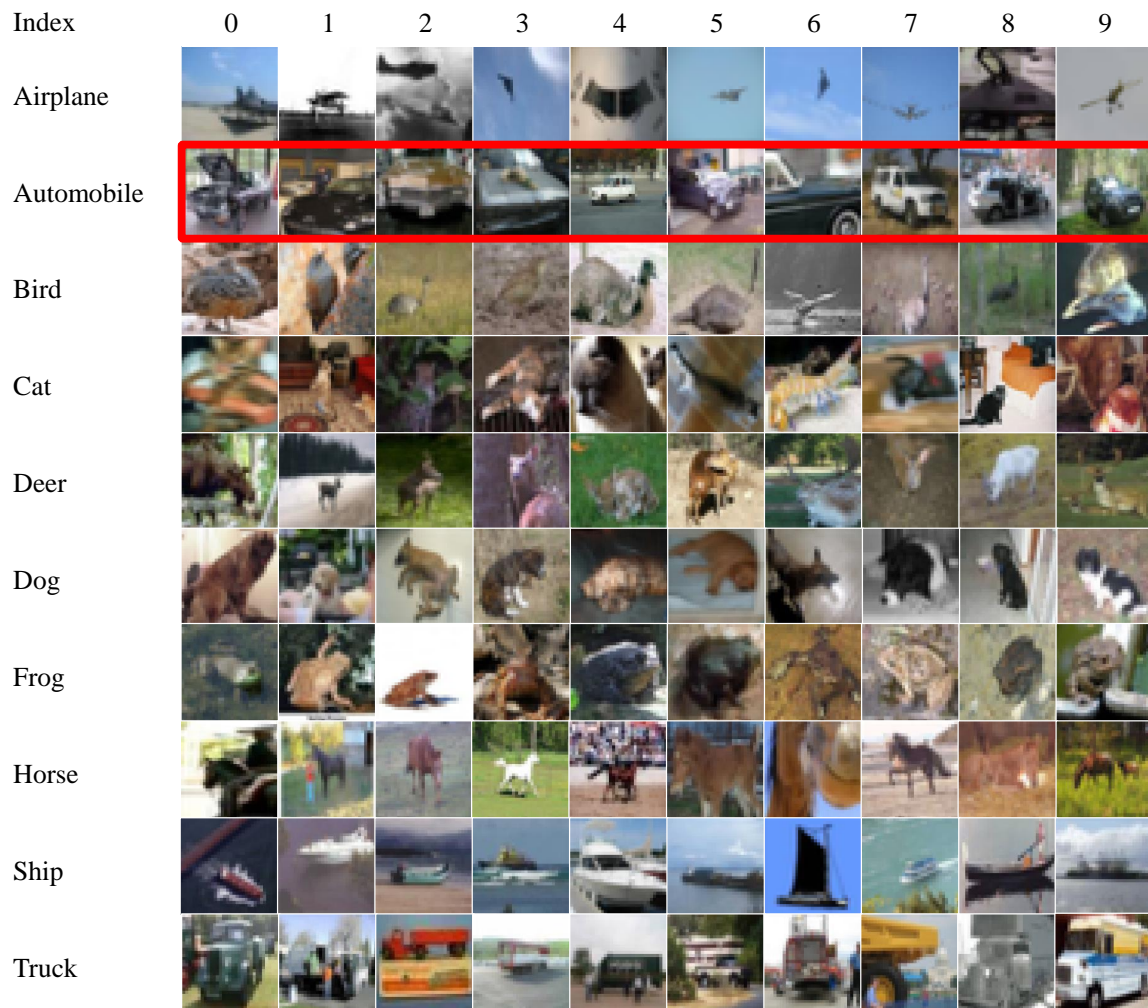 Index 0 1 2 3 4 5 6 7 8 9
Airplane
Automobile
Bird
Cat
Deer
Dog
Frog
Horse
Ship
Truck